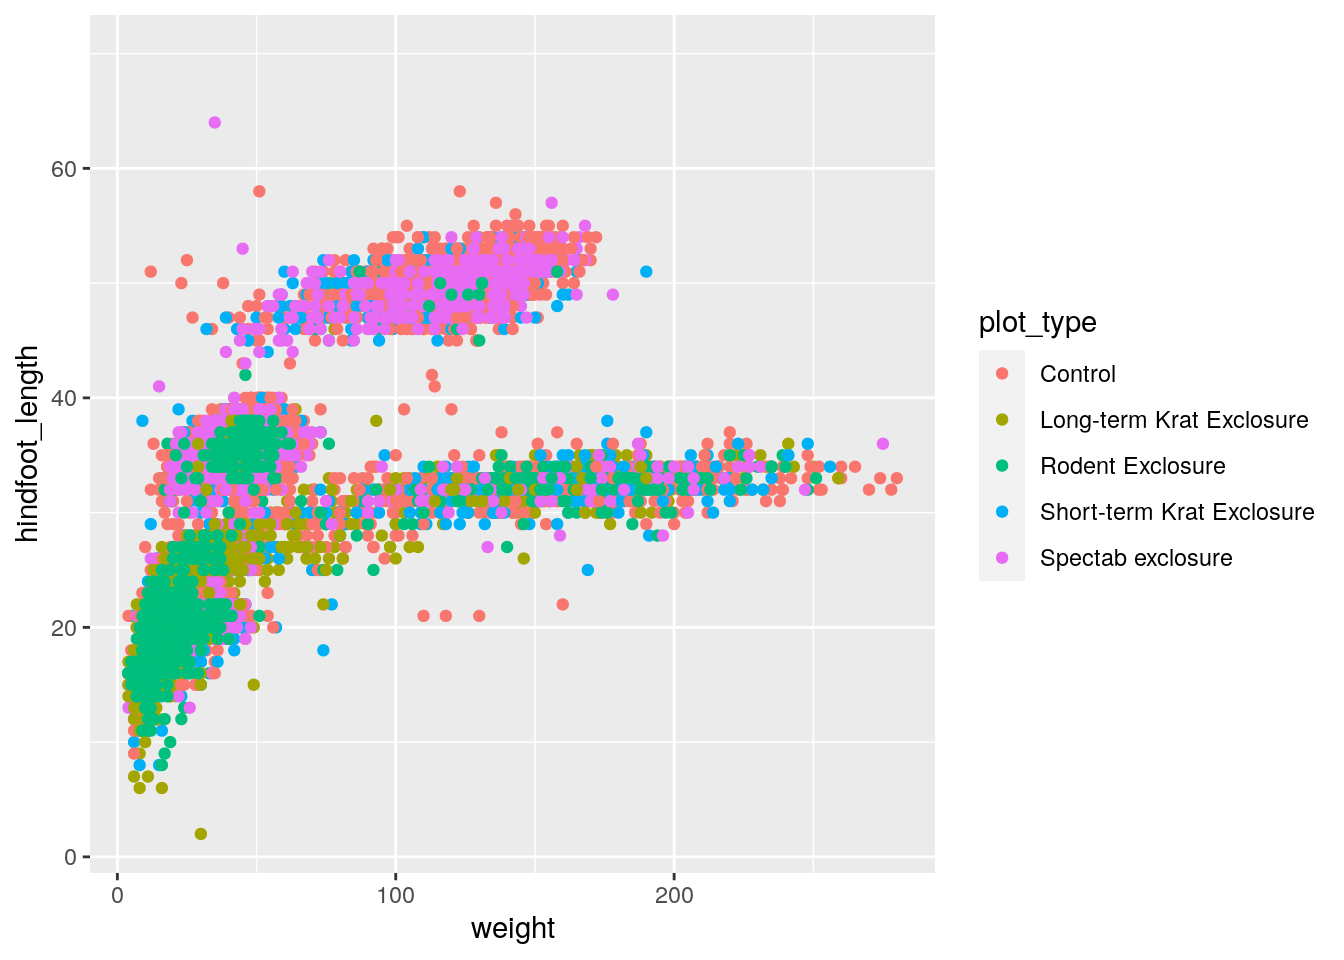 60
40
20
0
hindfoot_length
0 100 200
weight
plot_type
Control
Long-term Krat Exclosure
Rodent Exclosure
Short-term Krat Exclosure
Spectab exclosure